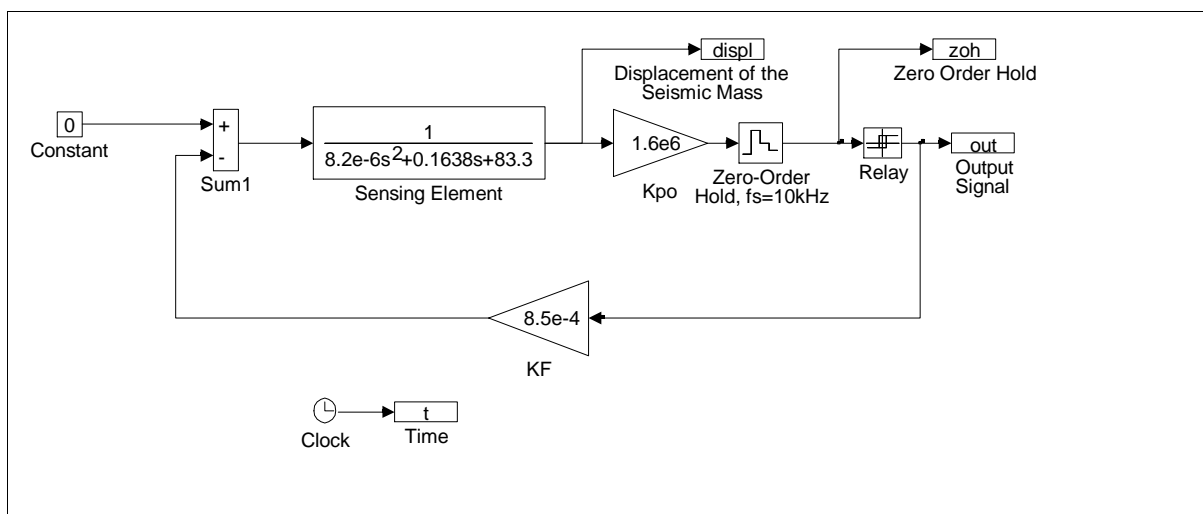 displ
Displacement of the
Seismic Mass
zoh
Zero Order Hold
0
Constant
+
-
Sum1
1
8.2e-6s2+0.1638s+83.3
Sensing Element
1.6e6
Kpo
Zero-Order
Hold, fs=10kHz
Relay
out
Output
Signal
8.5e-4
KF
Clock
t
Time